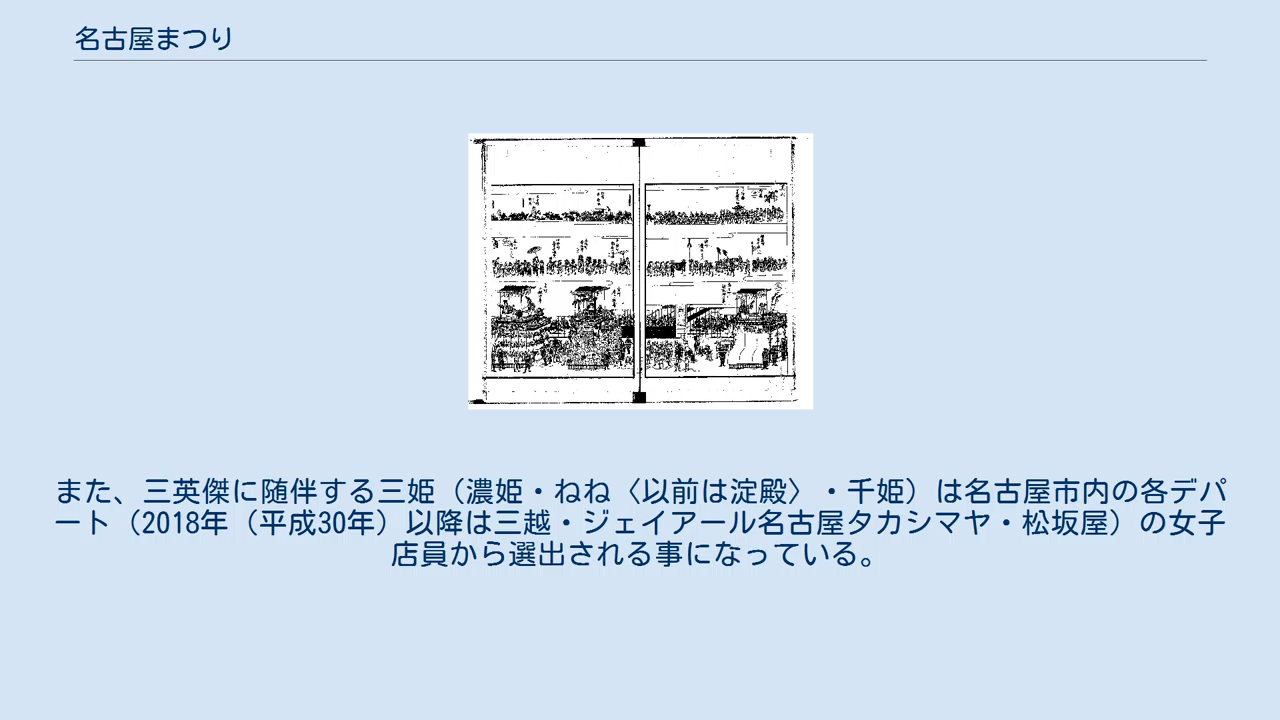 名古屋まつり
また、三英傑に随伴する三姫（濃姫・ねね〈以前は淀殿〉・千姫）は名古屋市内の各デパ
ート（2018年（平成30年）以降は三越・ジェイアール名古屋タカシマヤ・松坂屋）の女子
店員から選出される事になっている。